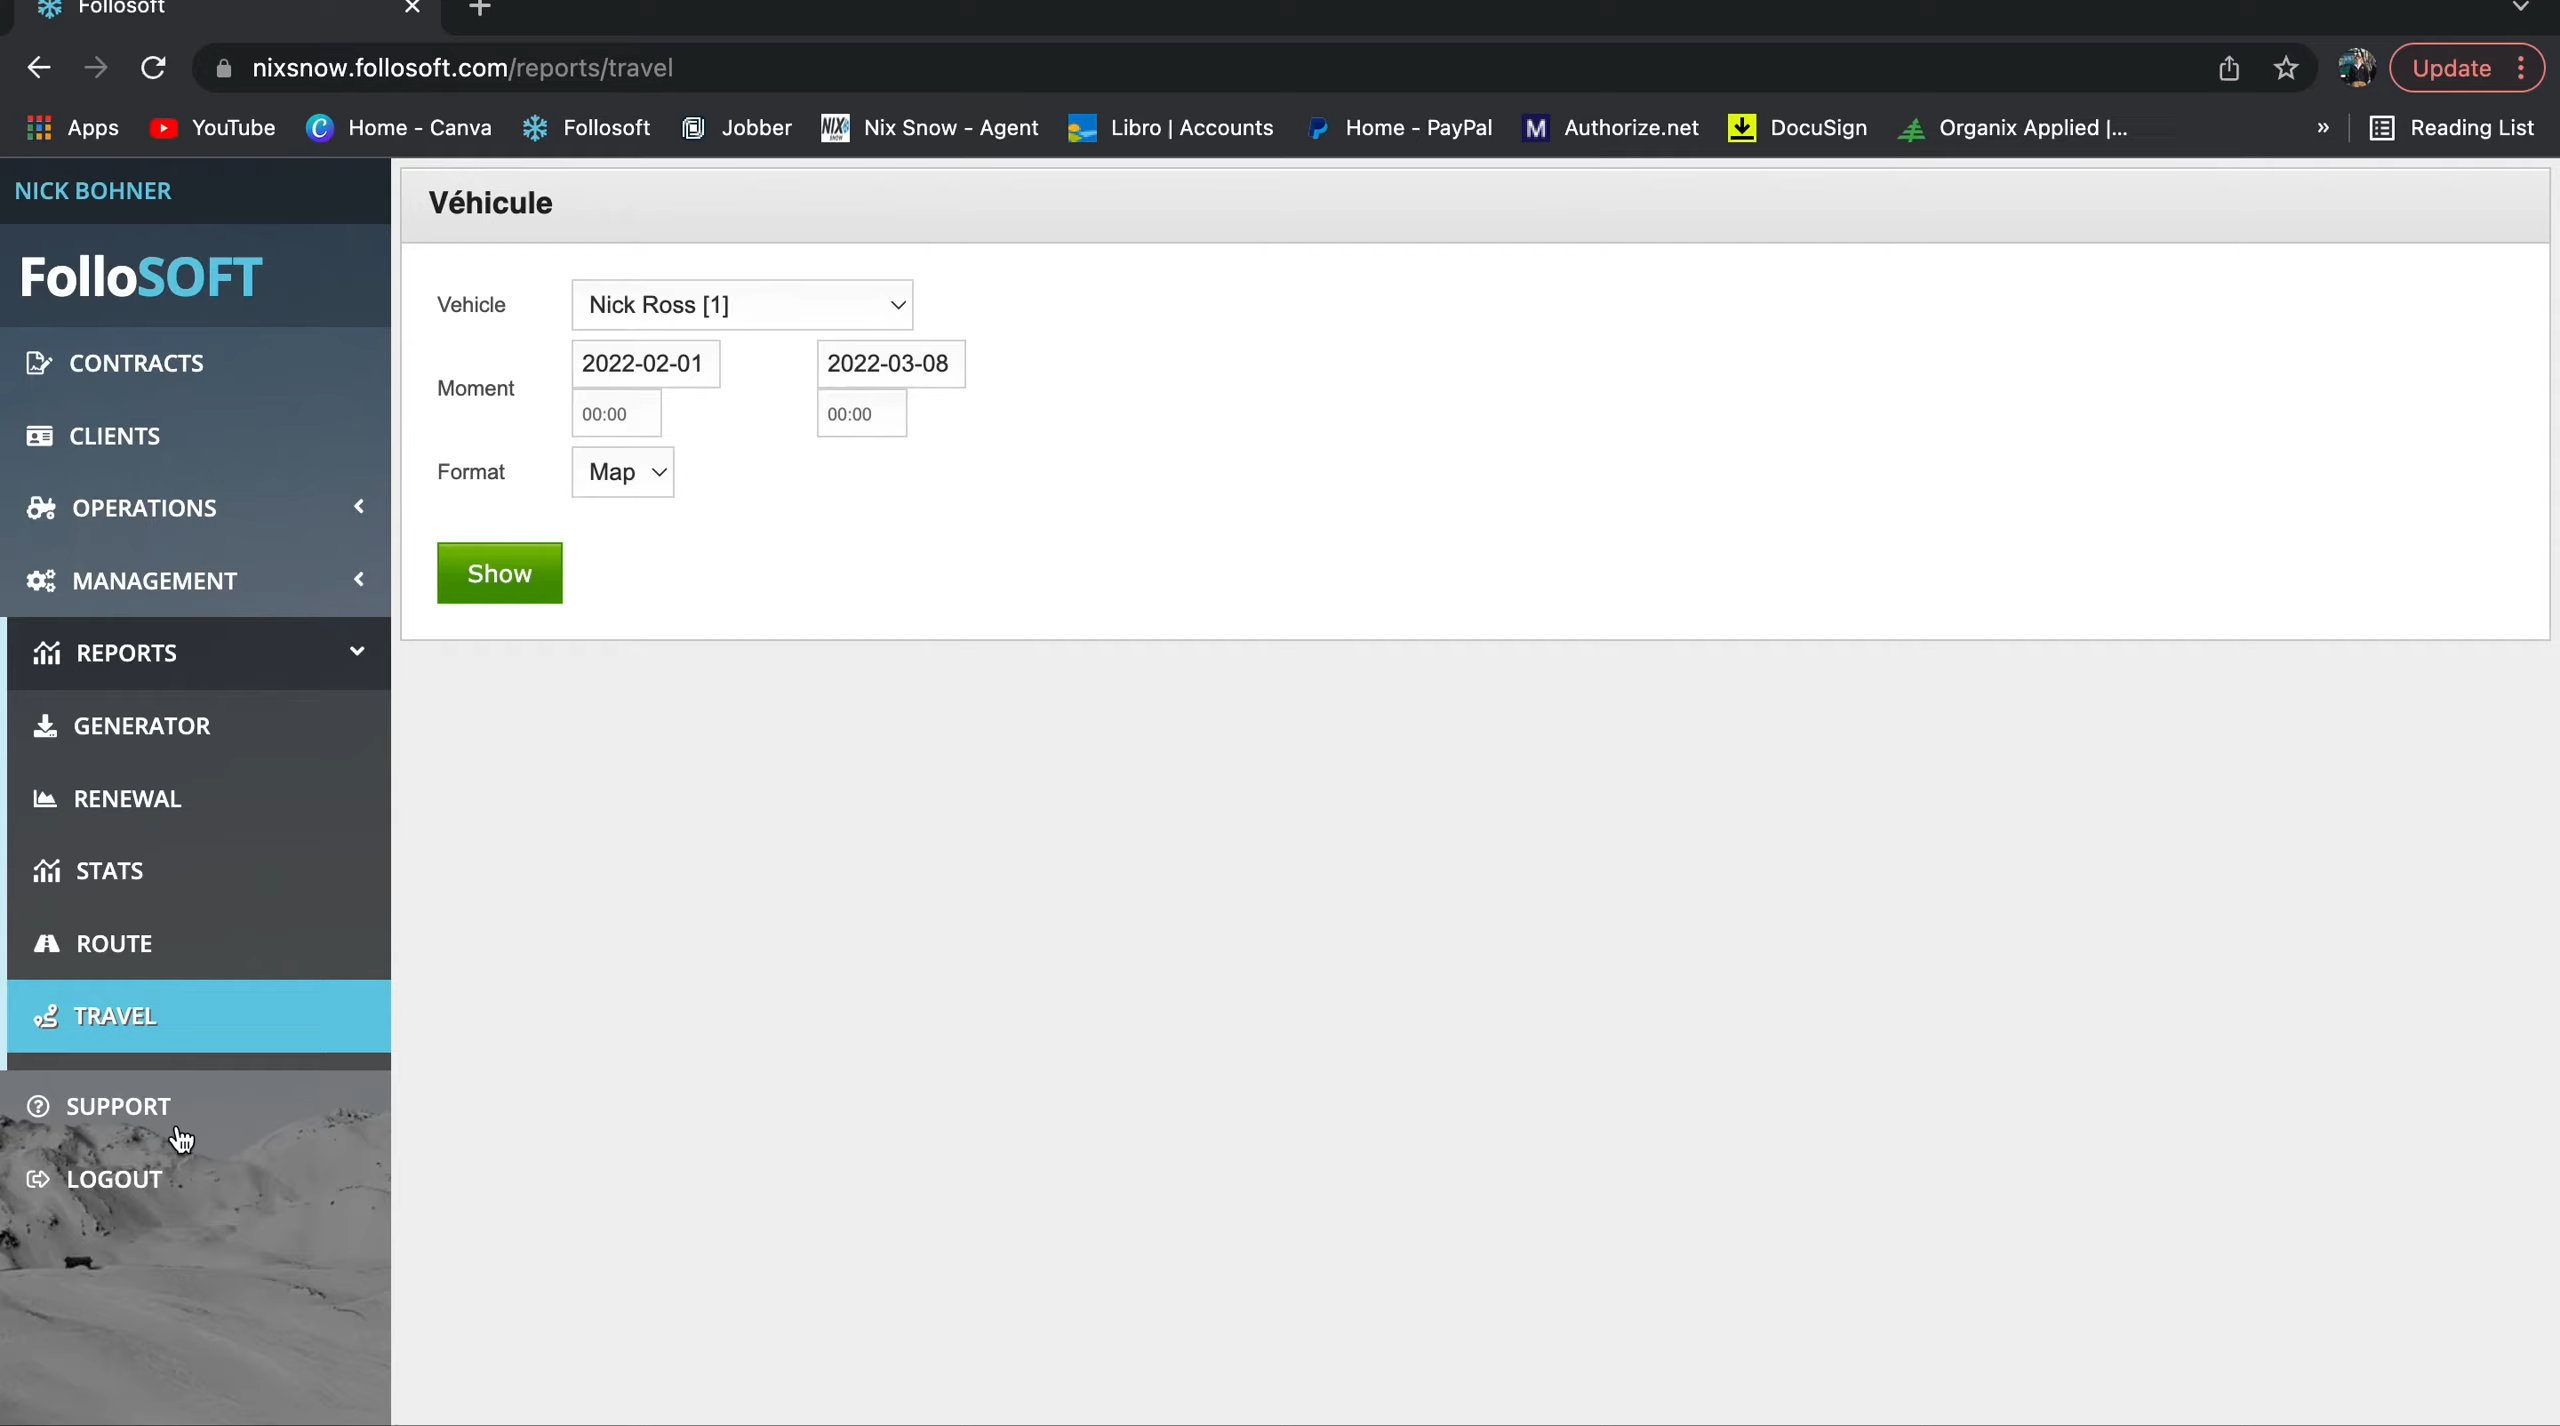 Follosoft
nixsnow.follosoft.com/reports/travel
Update
Apps YouTube Home - Canva Follosoft Jobber Nix Snow - Agent Libro | Accounts Home - PayPal Authorize.net DocuSign Organix Applied |... » Reading List
NICK BOHNER
FolloSOFT
CONTRACTS
CLIENTS
OPERATIONS
MANAGEMENT
REPORTS
GENERATOR
RENEWAL
STATS
ROUTE
TRAVEL
SUPPORT
LOGOUT
Véhicule
Vehicle Nick Ross [1]
Moment 2022-02-01 2022-03-08
00:00 00:00
Format Map
Show